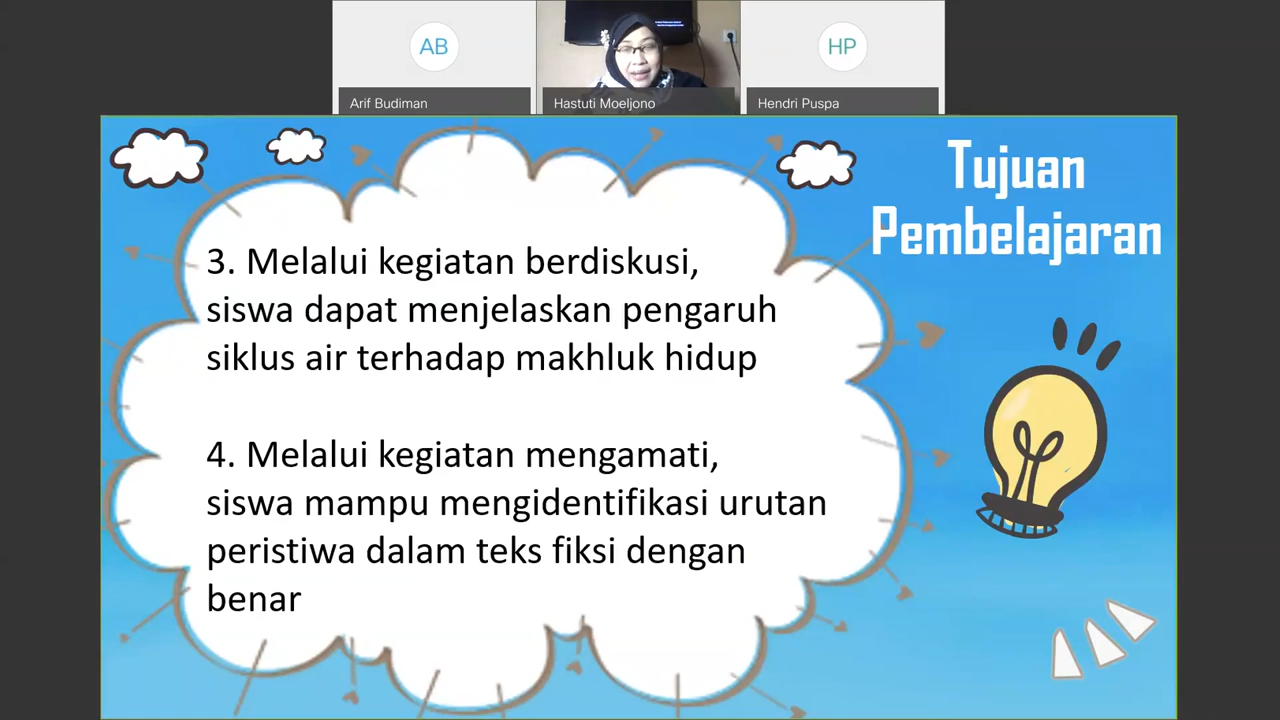 AB
HP
Arif Budiman
Hastuti Moeljono
Hendri Puspa
Tujuan
Pembelajaran
3. Melalui kegiatan berdiskusi,
siswa dapat menjelaskan pengaruh
siklus air terhadap makhluk hidup
4. Melalui kegiatan mengamati,
siswa mampu mengidentifikasi urutan
peristiwa dalam teks fiksi dengan
benar